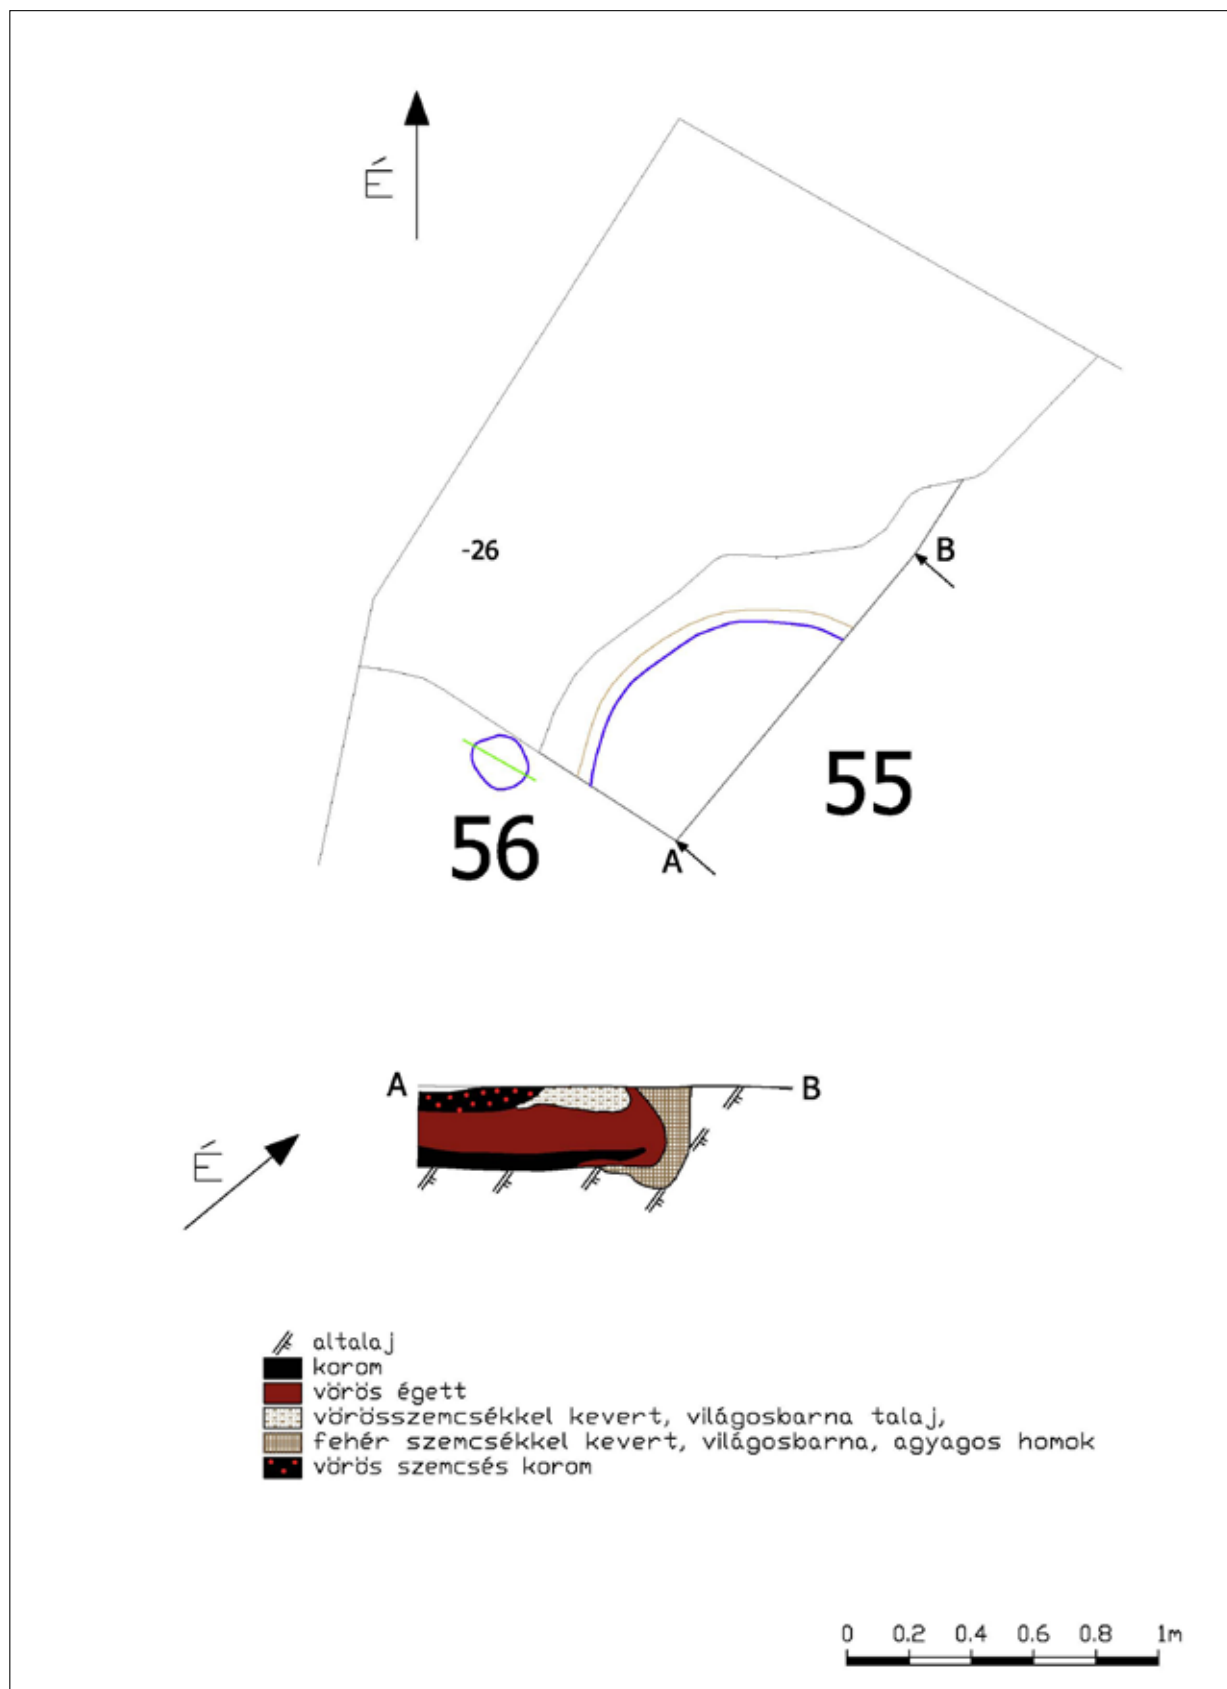 É
-26
B
55
56
A
A
B
É
altalaj
korom
vörös égett
vörösszemcsékkel kevert, világosbarna talaj,
fehér szemcsékkel kevert, világosbarna, agyagos homok
vörös szemcsés korom
0 0.2 0.4 0.6 0.8 1m